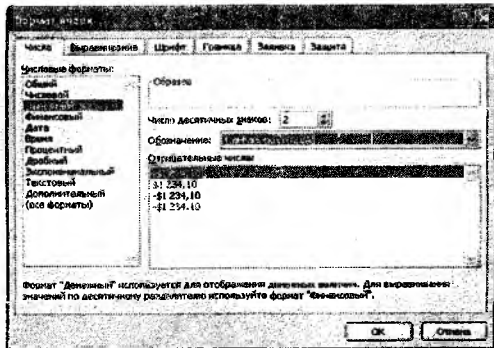 Формат ячеек
Число Выравнивание Шрифт Граница Заливка Защита
Числовые форматы:
Общий
Числовой
Финансовый
Дата
Время
Процентный
Дробный
Экспоненциальный
Текстовый
Дополнительный
(все форматы)
Образец
Число десятичных знаков: 2
Обозначение:
Отрицательные числа
$1 234,10
-$1 234,10
-$1 234,10
Формат "Денежный" используется для отображения денежных величин. Для выравнивания
значений по десятичному разделителю используйте формат "Финансовый".
ОК Отмена